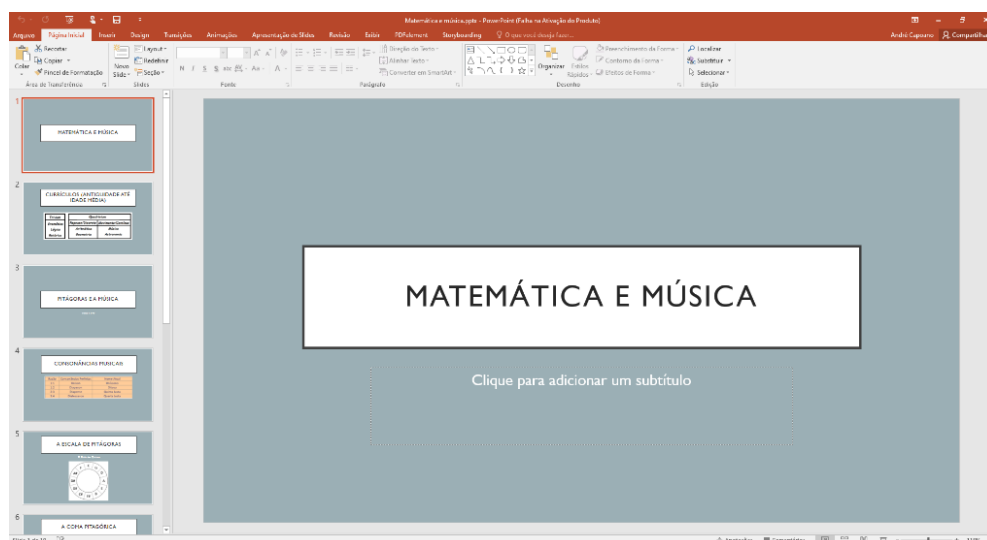 Matemática e música.pptx - PowerPoint (Falha na Ativação do Produto)
Arquivo Página Inicial Inserir Design Transições Animações Apresentação de Slides Revisão Exibir PDFelement Storyboarding O que você deseja fazer...
André Capuano Compartilhar
Colar
Recortar
Copiar
Pincel de Formatação
Área de Transferência
Novo Slide
Layout
Redefinir
Seção
Slides
Fonte
Direção do Texto
Alinhar Texto
Converter em SmartArt
Parágrafo
Organizar
Estilos Rápidos
Preenchimento da Forma
Contorno da Forma
Efeitos de Forma
Desenho
Localizar
Substituir
Selecionar
Edição
1
MATEMÁTICA E MÚSICA
2
CURRÍCULOS (ANTIGUIDADE ATÉ
IDADE MÉDIA)
3
PITÁGORAS E A MÚSICA
4
CONSONÂNCIAS MUSICAIS
5
A ESCALA DE PITÁGORAS
6
A COMA PITAGÓRICA
MATEMÁTICA E MÚSICA
Clique para adicionar um subtítulo